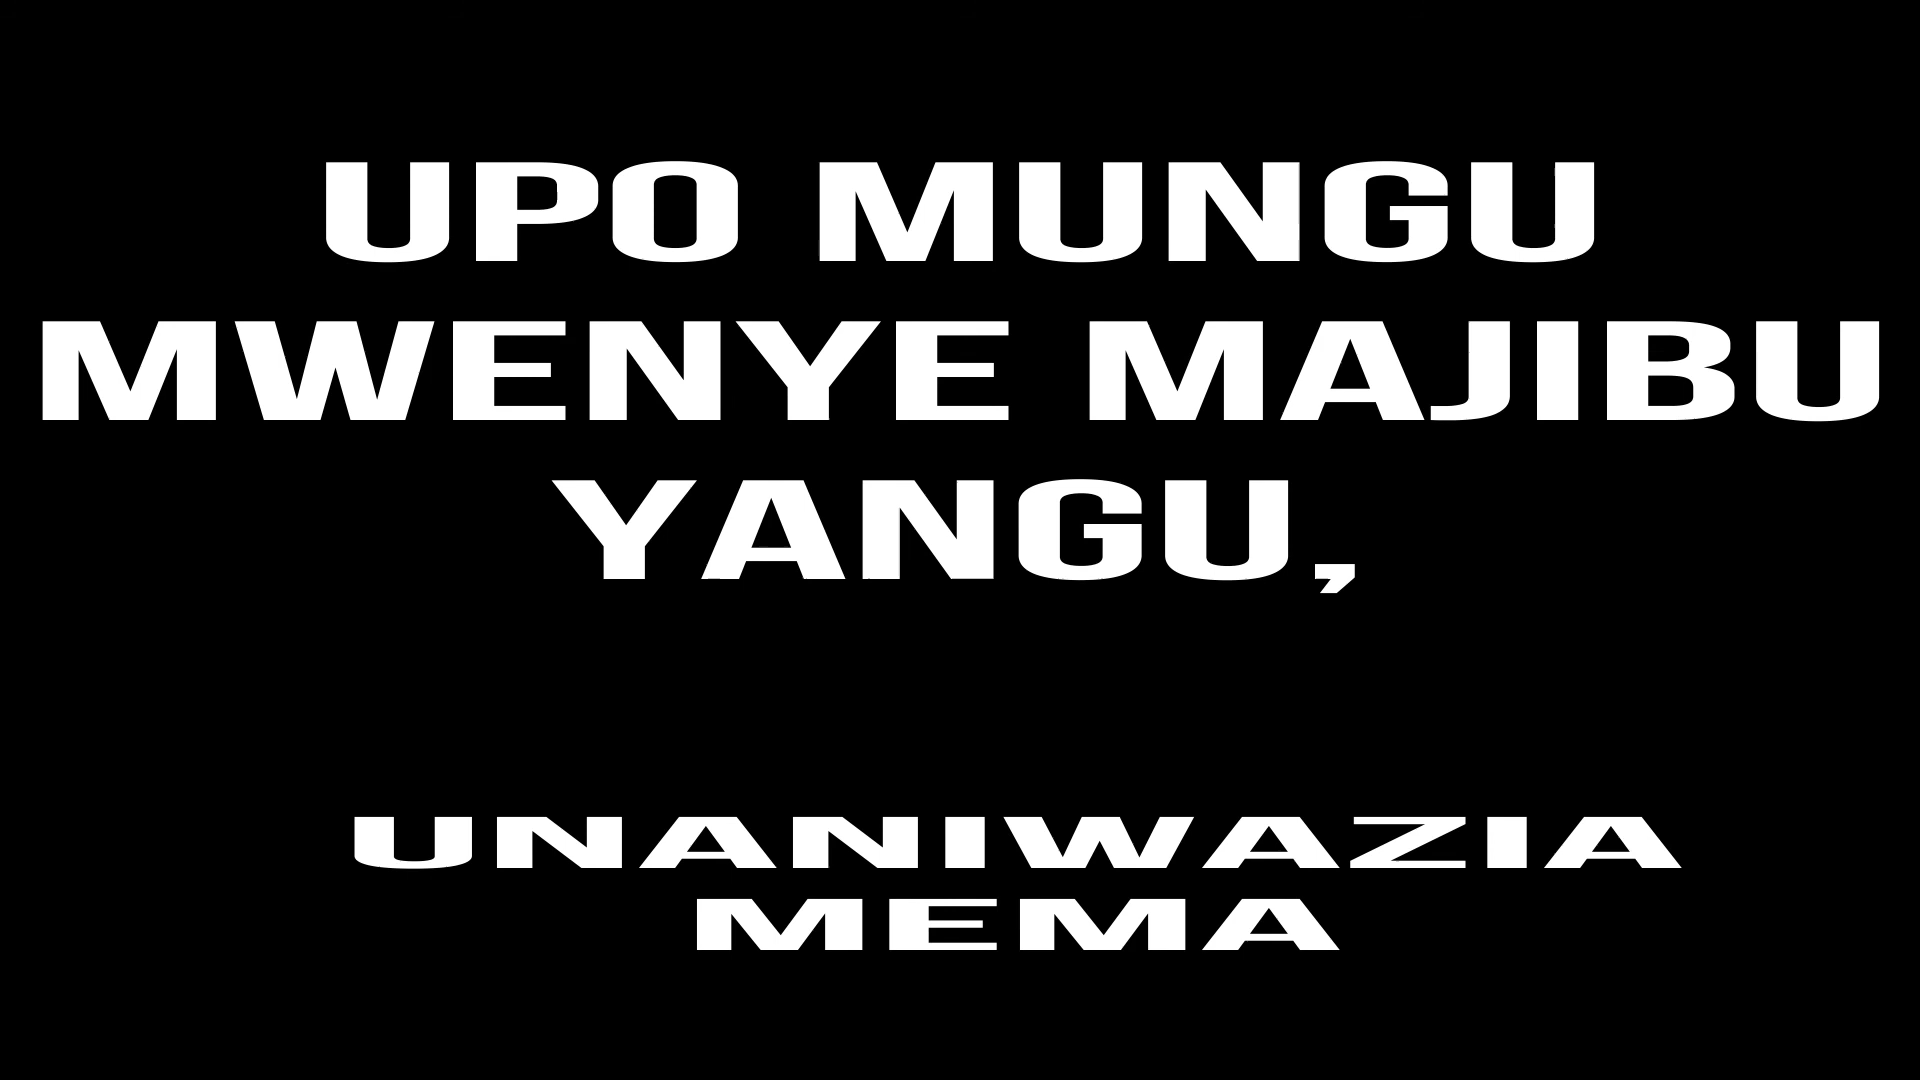 UPO MUNGU
MWENYE MAJIBU
YANGU,
UNANIWAZIA
MEMA